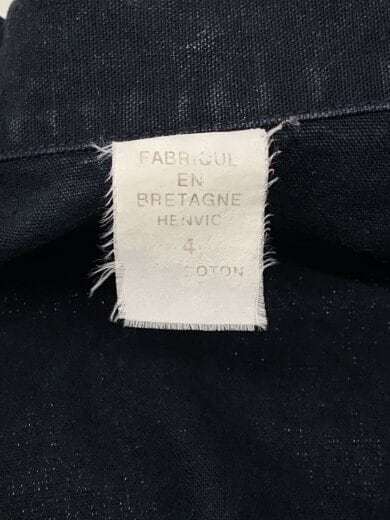 FABRIQUE
EN
BRETAGNE
HENVIC
4
COTON